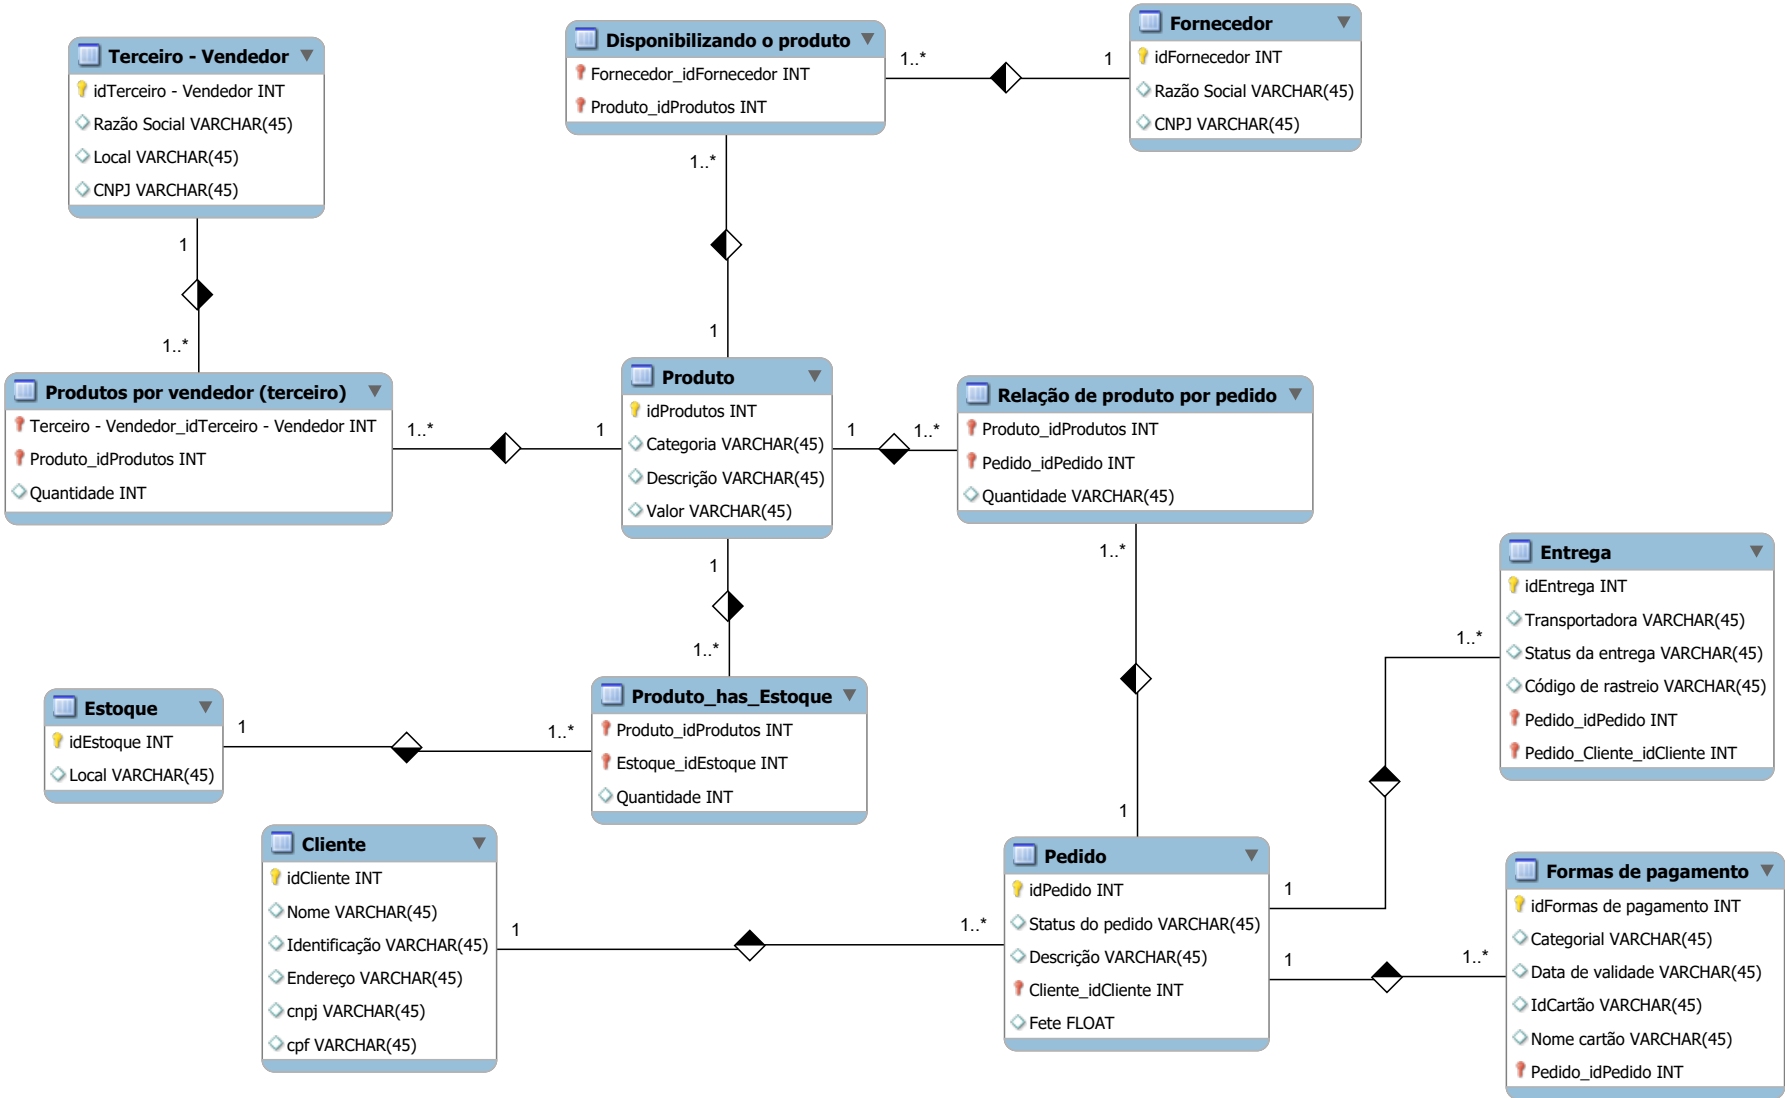 Terceiro - Vendedor
idTerceiro - Vendedor INT
Razão Social VARCHAR(45)
Local VARCHAR(45)
CNPJ VARCHAR(45)
Disponibilizando o produto
Fornecedor_idFornecedor INT
Produto_idProdutos INT
1..*
1
Fornecedor
idFornecedor INT
Razão Social VARCHAR(45)
CNPJ VARCHAR(45)
1..*
1
1
1..*
Produtos por vendedor (terceiro)
Terceiro - Vendedor_idTerceiro - Vendedor INT
Produto_idProdutos INT
Quantidade INT
1..*
1
Produto
idProdutos INT
Categoria VARCHAR(45)
Descrição VARCHAR(45)
Valor VARCHAR(45)
1
1..*
Relação de produto por pedido
Produto_idProdutos INT
Pedido_idPedido INT
Quantidade VARCHAR(45)
1
1..*
1..*
1
Estoque
idEstoque INT
Local VARCHAR(45)
1
1..*
Produto_has_Estoque
Produto_idProdutos INT
Estoque_idEstoque INT
Quantidade INT
Entrega
idEntrega INT
Transportadora VARCHAR(45)
Status da entrega VARCHAR(45)
Código de rastreio VARCHAR(45)
Pedido_idPedido INT
Pedido_Cliente_idCliente INT
1..*
1
Cliente
idCliente INT
Nome VARCHAR(45)
Identificação VARCHAR(45)
Endereço VARCHAR(45)
cnpj VARCHAR(45)
cpf VARCHAR(45)
1
1..*
Pedido
idPedido INT
Status do pedido VARCHAR(45)
Descrição VARCHAR(45)
Cliente_idCliente INT
Fete FLOAT
1
1..*
Formas de pagamento
idFormas de pagamento INT
Categorial VARCHAR(45)
Data de validade VARCHAR(45)
IdCartão VARCHAR(45)
Nome cartão VARCHAR(45)
Pedido_idPedido INT